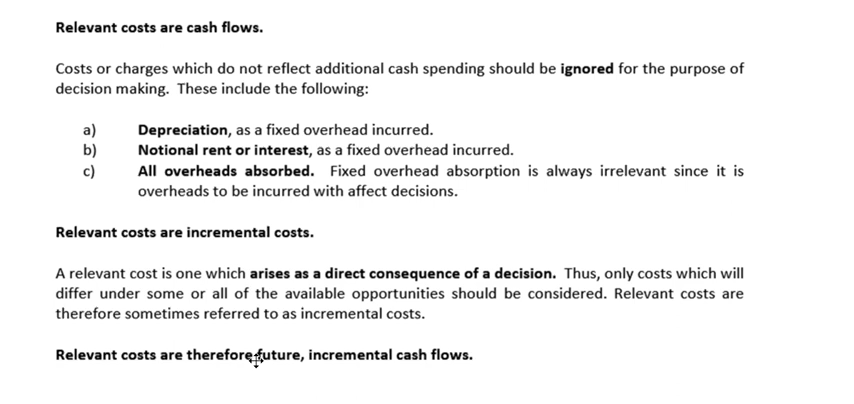 Relevant costs are cash flows.
Costs or charges which do not reflect additional cash spending should be ignored for the purpose of
decision making. These include the following:
a) Depreciation, as a fixed overhead incurred.
b) Notional rent or interest, as a fixed overhead incurred.
c) All overheads absorbed. Fixed overhead absorption is always irrelevant since it is
overheads to be incurred with affect decisions.
Relevant costs are incremental costs.
A relevant cost is one which arises as a direct consequence of a decision. Thus, only costs which will
differ under some or all of the available opportunities should be considered. Relevant costs are
therefore sometimes referred to as incremental costs.
Relevant costs are therefore future, incremental cash flows.